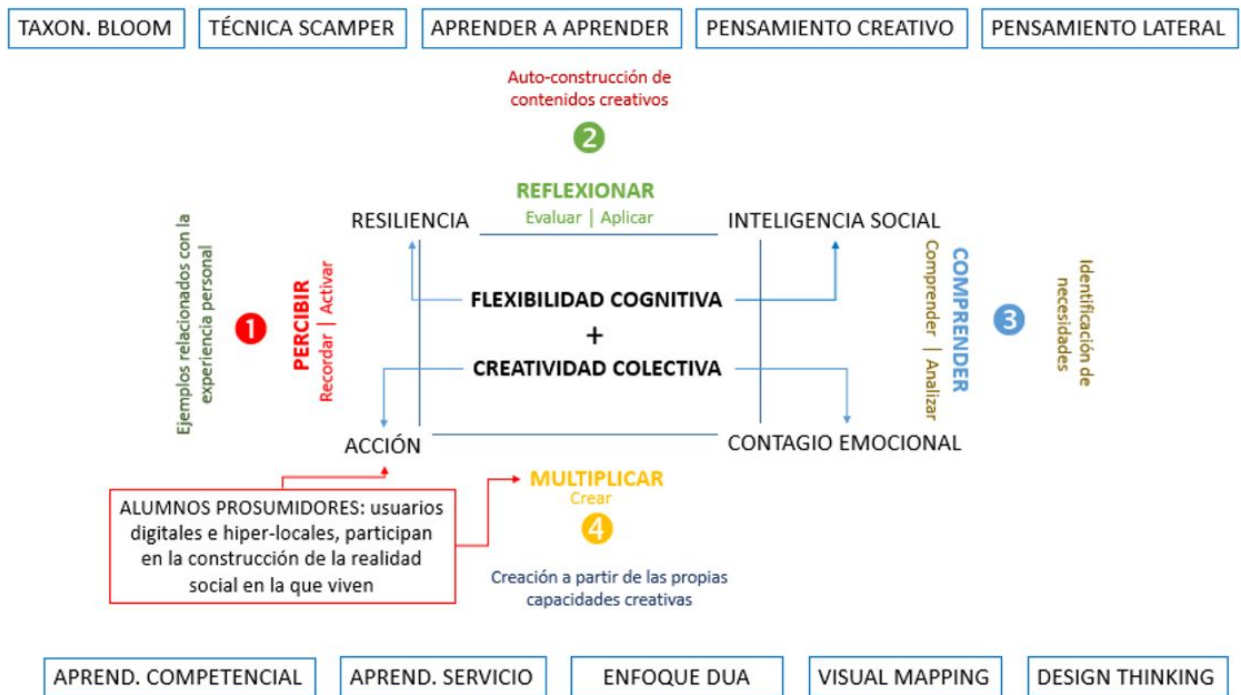 TAXON. BLOOM
TÉCNICA SCAMPER
APRENDER A APRENDER
PENSAMIENTO CREATIVO
PENSAMIENTO LATERAL
Auto-construcción de
contenidos creativos
2
REFLEXIONAR
Evaluar | Aplicar
RESILIENCIA
INTELIGENCIA SOCIAL
Ejemplos relacionados con la
experiencia personal
1
PERCIBIR
Recordar | Activar
FLEXIBILIDAD COGNITIVA
+
CREATIVIDAD COLECTIVA
COMPRENDER
Comprender | Analizar
3
Identificación de
necesidades
ACCIÓN
CONTAGIO EMOCIONAL
MULTIPLICAR
Crear
4
Creación a partir de las propias
capacidades creativas
ALUMNOS PROSUMIDORES: usuarios
digitales e hiper-locales, participan
en la construcción de la realidad
social en la que viven
APREND. COMPETENCIAL
APREND. SERVICIO
ENFOQUE DUA
VISUAL MAPPING
DESIGN THINKING